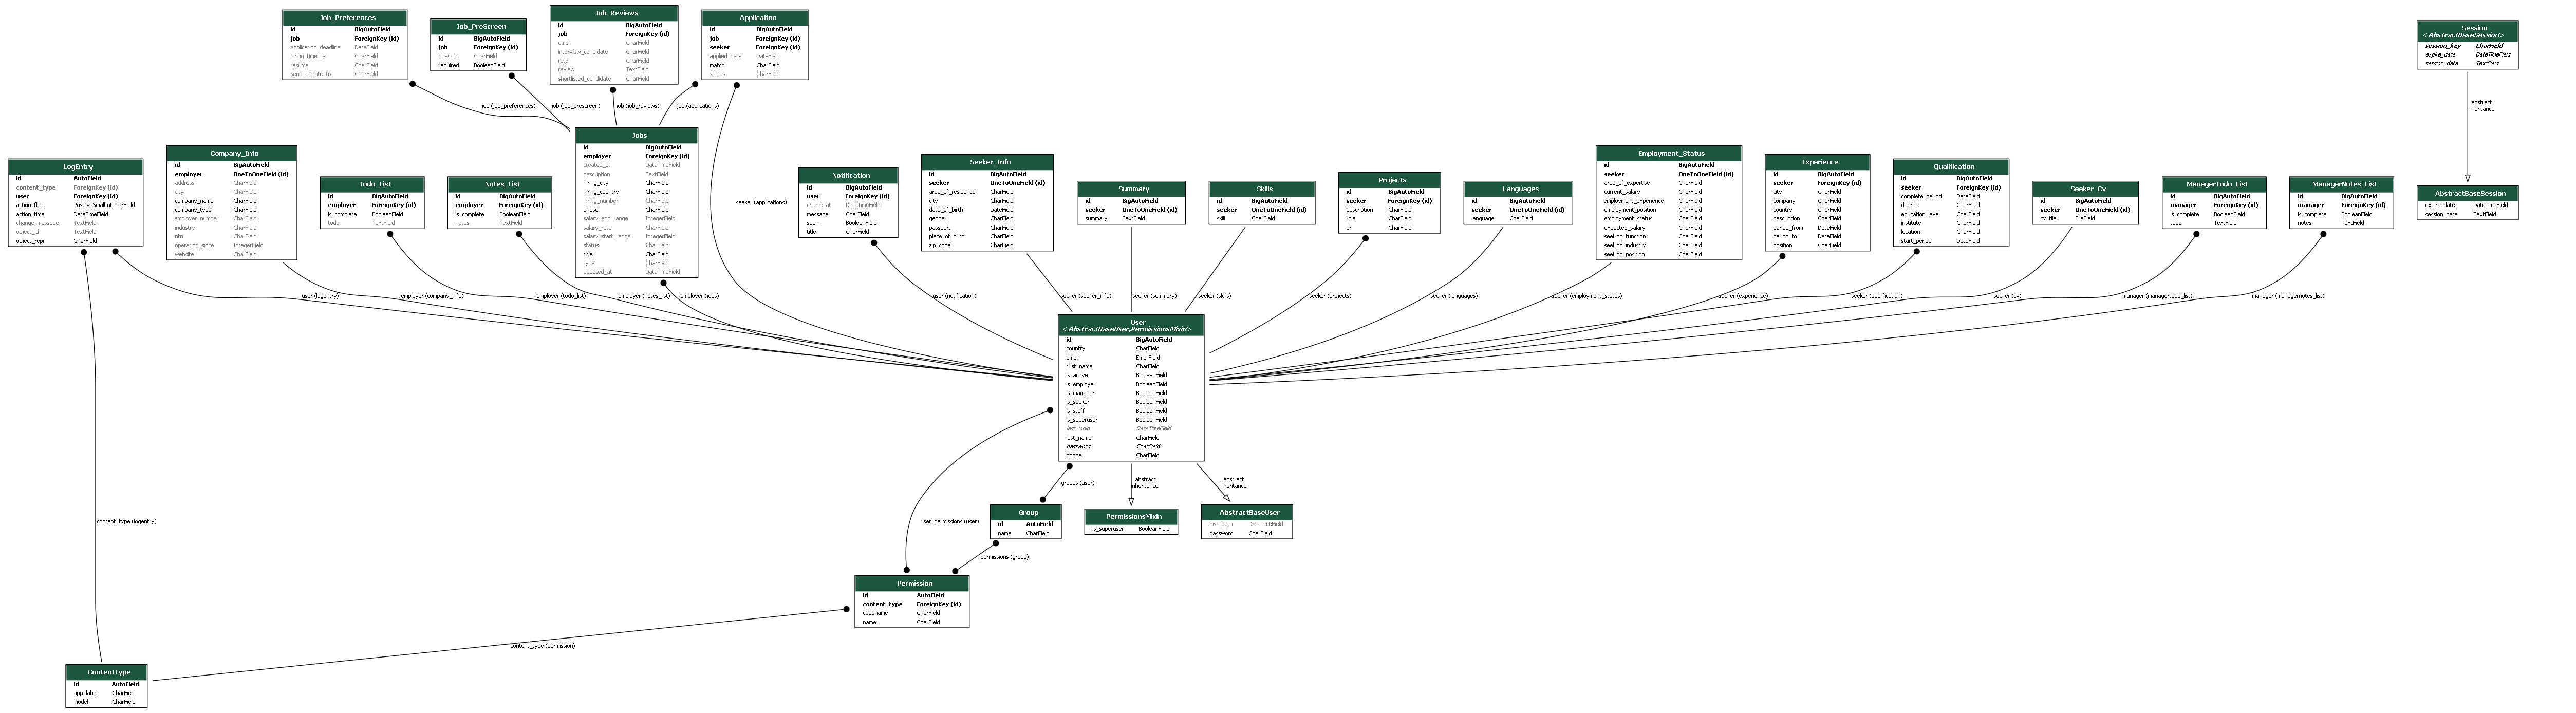 Job_Preferences
id BigAutoField
job ForeignKey (id)
application_deadline DateField
hiring_timeline CharField
resume CharField
send_update_to CharField
Job_PreScreen
id BigAutoField
job ForeignKey (id)
question CharField
required BooleanField
Job_Reviews
id BigAutoField
job ForeignKey (id)
email CharField
interview_candidate CharField
rate CharField
review TextField
shortlisted_candidate CharField
Application
id BigAutoField
job ForeignKey (id)
seeker ForeignKey (id)
applied_date DateField
match CharField
status CharField
Session
<AbstractBaseSession>
session_key CharField
expire_date DateTimeField
session_data TextField
job (job_preferences)
job (job_prescreen)
job (job_reviews)
job (applications)
abstract
inheritance
LogEntry
id AutoField
content_type ForeignKey (id)
user ForeignKey (id)
action_flag PositiveSmallIntegerField
action_time DateTimeField
change_message TextField
object_id TextField
object_repr CharField
Company_Info
id BigAutoField
employer OneToOneField (id)
address CharField
city CharField
company_name CharField
company_type CharField
employer_number CharField
industry CharField
ntn CharField
operating_since IntegerField
website CharField
Todo_List
id BigAutoField
employer ForeignKey (id)
is_complete BooleanField
todo TextField
Notes_List
id BigAutoField
employer ForeignKey (id)
is_complete BooleanField
notes TextField
Jobs
id BigAutoField
employer ForeignKey (id)
created_at DateTimeField
description TextField
hiring_city CharField
hiring_country CharField
hiring_number CharField
phase CharField
salary_end_range IntegerField
salary_rate CharField
salary_start_range IntegerField
status CharField
title CharField
type CharField
updated_at DateTimeField
seeker (applications)
Notification
id BigAutoField
user ForeignKey (id)
create_at DateTimeField
message CharField
seen BooleanField
title CharField
Seeker_Info
id BigAutoField
seeker OneToOneField (id)
area_of_residence CharField
city CharField
date_of_birth DateField
gender CharField
passport CharField
place_of_birth CharField
zip_code CharField
Summary
id BigAutoField
seeker OneToOneField (id)
summary TextField
Skills
id BigAutoField
seeker OneToOneField (id)
skill CharField
Projects
id BigAutoField
seeker ForeignKey (id)
description CharField
role CharField
url CharField
Languages
id BigAutoField
seeker OneToOneField (id)
language CharField
Employment_Status
id BigAutoField
seeker OneToOneField (id)
area_of_expertise CharField
current_salary CharField
employment_experience CharField
employment_position CharField
employment_status CharField
expected_salary CharField
seeking_function CharField
seeking_industry CharField
seeking_position CharField
Experience
id BigAutoField
seeker ForeignKey (id)
city CharField
company CharField
country CharField
description CharField
period_from DateField
period_to DateField
position CharField
Qualification
id BigAutoField
seeker ForeignKey (id)
complete_period DateField
degree CharField
education_level CharField
institute CharField
location CharField
start_period DateField
Seeker_Cv
id BigAutoField
seeker OneToOneField (id)
cv_file FileField
ManagerTodo_List
id BigAutoField
manager ForeignKey (id)
is_complete BooleanField
todo TextField
ManagerNotes_List
id BigAutoField
manager ForeignKey (id)
is_complete BooleanField
notes TextField
AbstractBaseSession
expire_date DateTimeField
session_data TextField
user (logentry)
employer (company_info)
employer (todo_list)
employer (notes_list)
employer (jobs)
user (notification)
seeker (seeker_info)
seeker (summary)
seeker (skills)
seeker (projects)
seeker (languages)
seeker (employment_status)
seeker (experience)
seeker (qualification)
seeker (cv)
manager (managertodo_list)
manager (managernotes_list)
User
<AbstractBaseUser,PermissionsMixin>
id BigAutoField
country CharField
email EmailField
first_name CharField
is_active BooleanField
is_employer BooleanField
is_manager BooleanField
is_seeker BooleanField
is_staff BooleanField
is_superuser BooleanField
last_login DateTimeField
last_name CharField
password CharField
phone CharField
groups (user)
abstract
inheritance
abstract
inheritance
content_type (logentry)
user_permissions (user)
Group
id AutoField
name CharField
PermissionsMixin
is_superuser BooleanField
AbstractBaseUser
last_login DateTimeField
password CharField
permissions (group)
Permission
id AutoField
content_type ForeignKey (id)
codename CharField
name CharField
content_type (permission)
ContentType
id AutoField
app_label CharField
model CharField